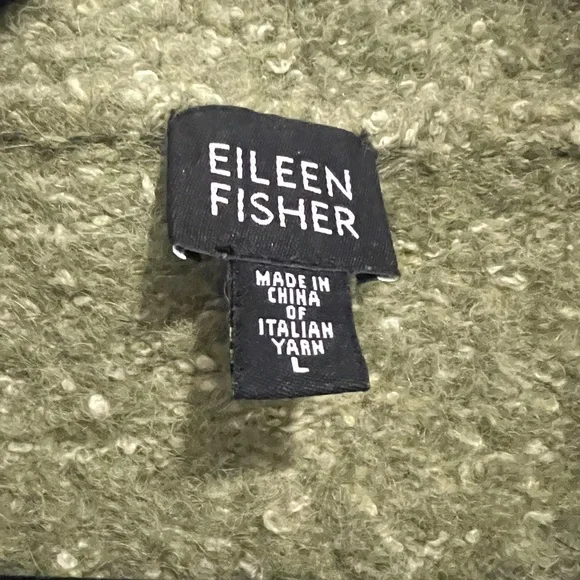 EILEEN
FISHER
MADE IN
CHINA
OF
ITALIAN
YARN
L